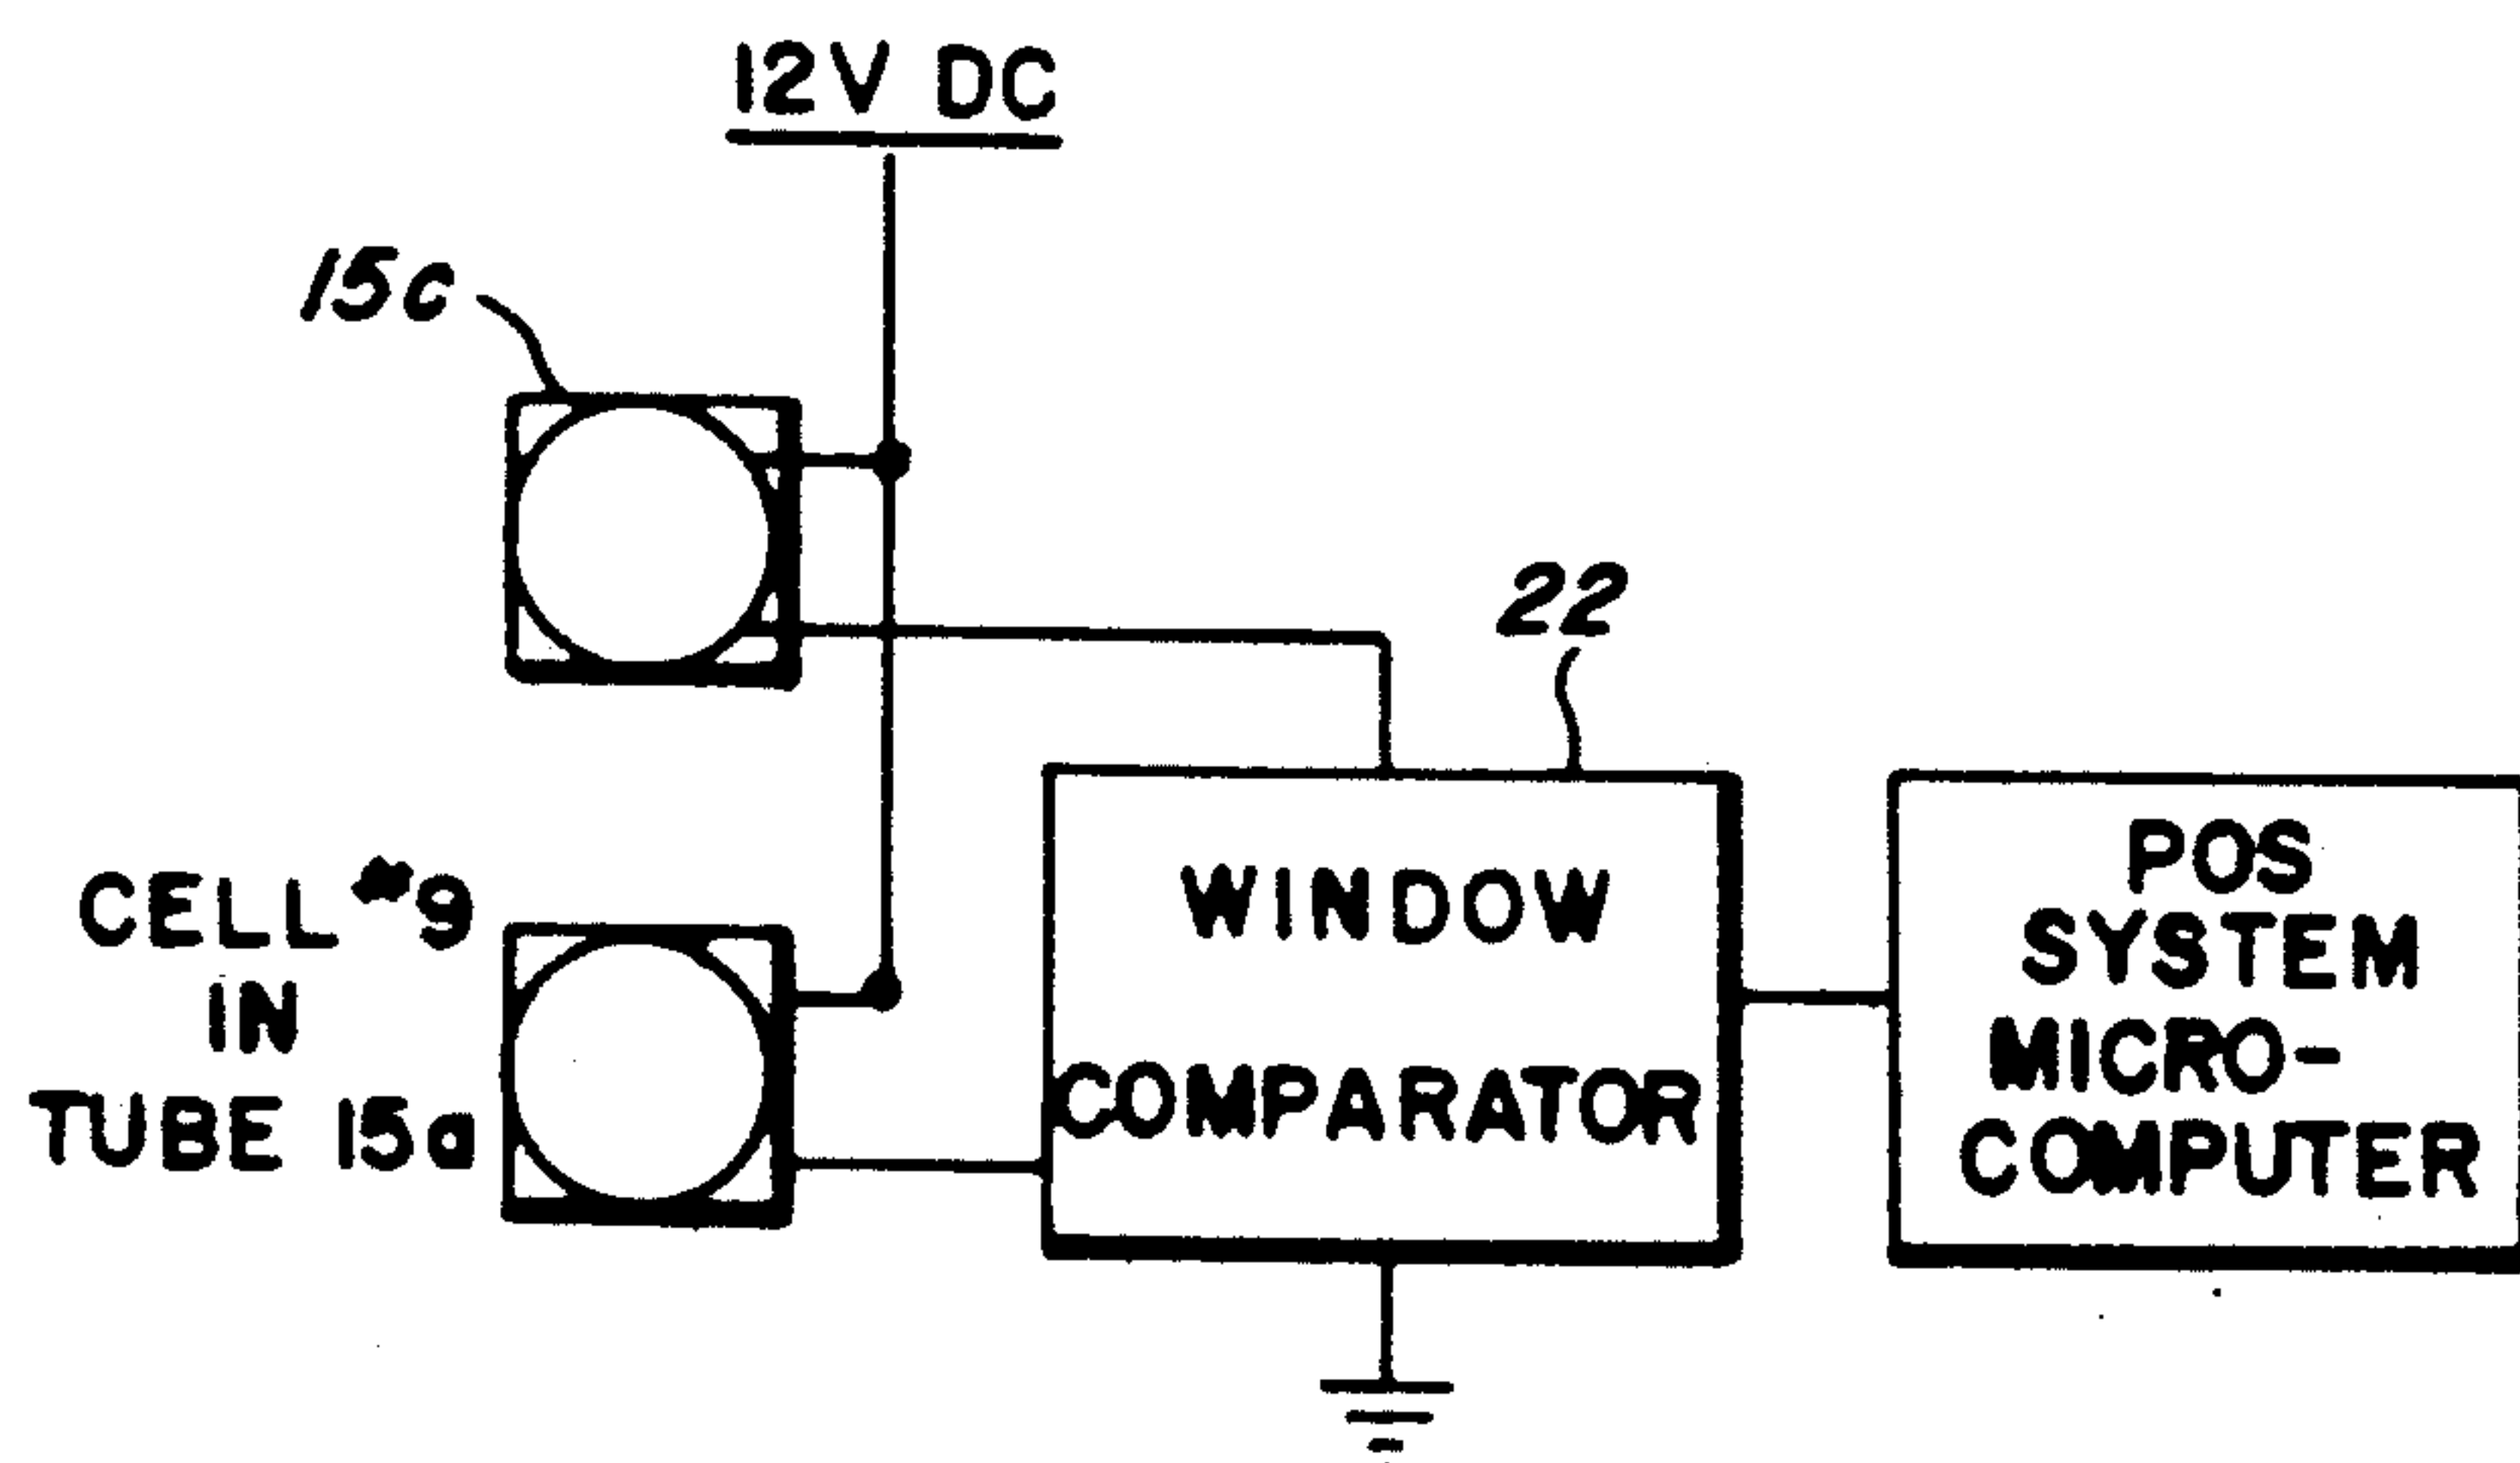 12V DC
15c
22
CELL #9
IN
TUBE 15a
WINDOW
COMPARATOR
POS
SYSTEM
MICRO-
COMPUTER